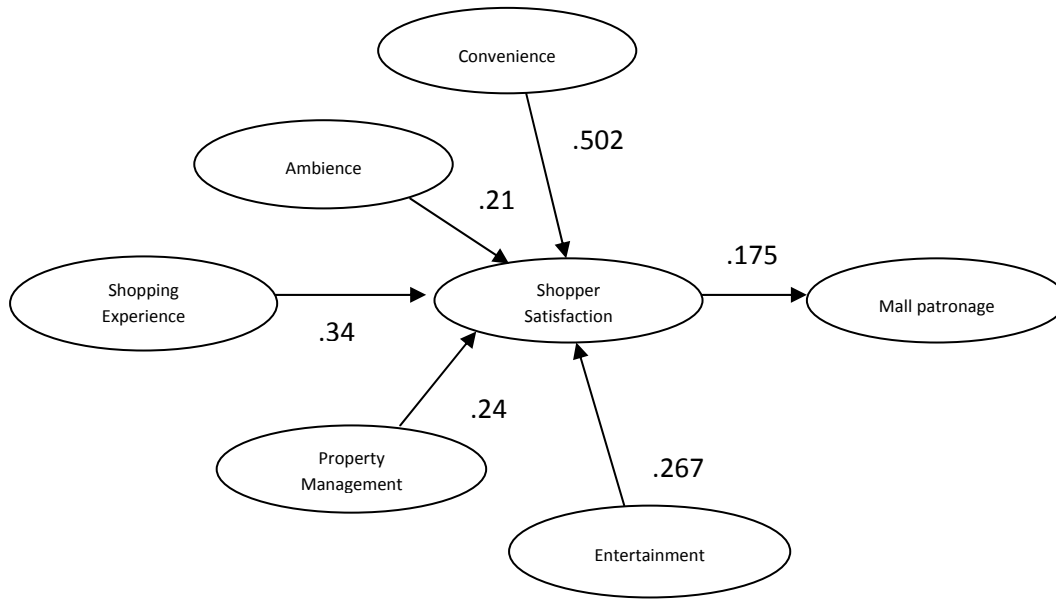 Convenience
.502
Ambience
.21
.175
Shopping
Experience
.34
Shopper
Satisfaction
Mall patronage
.24
Property
Management
.267
Entertainment